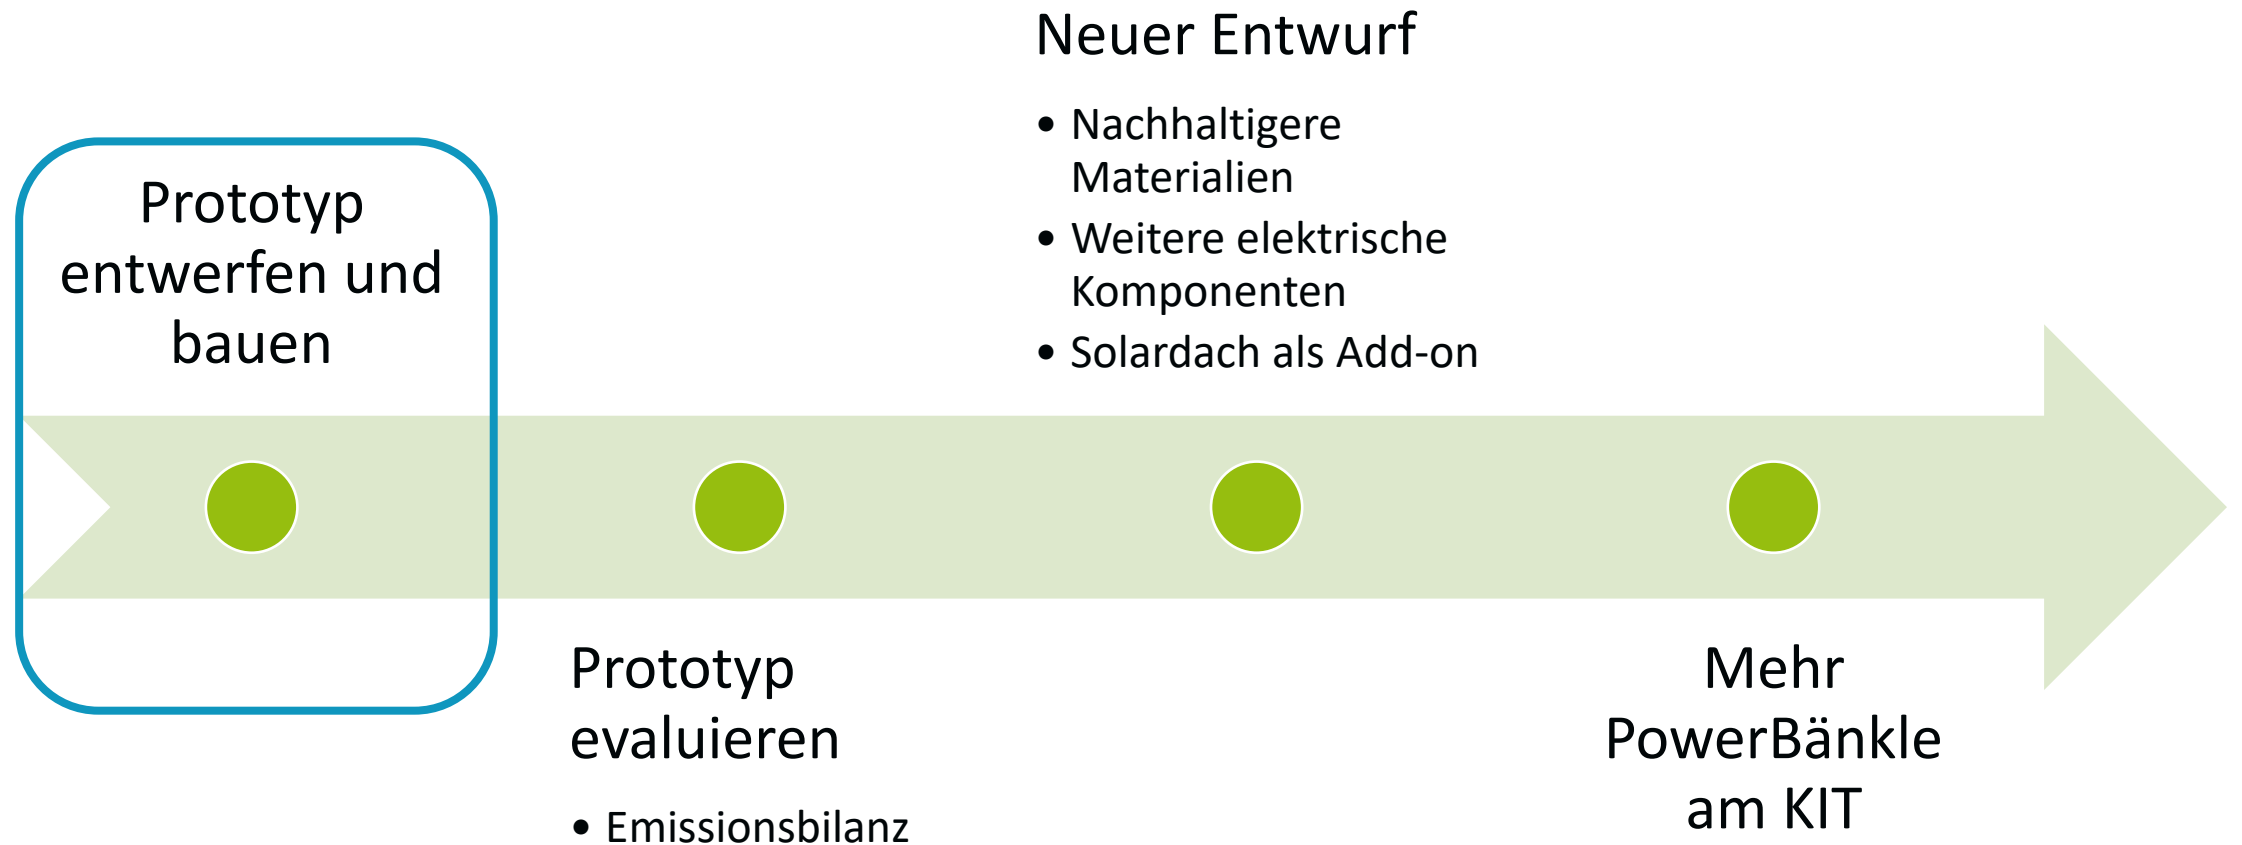 Prototyp
entwerfen und
bauen
Prototyp
evaluieren
• Emissionsbilanz
Neuer Entwurf
• Nachhaltigere
Materialien
• Weitere elektrische
Komponenten
• Solardach als Add-on
Mehr
PowerBänkle
am KIT